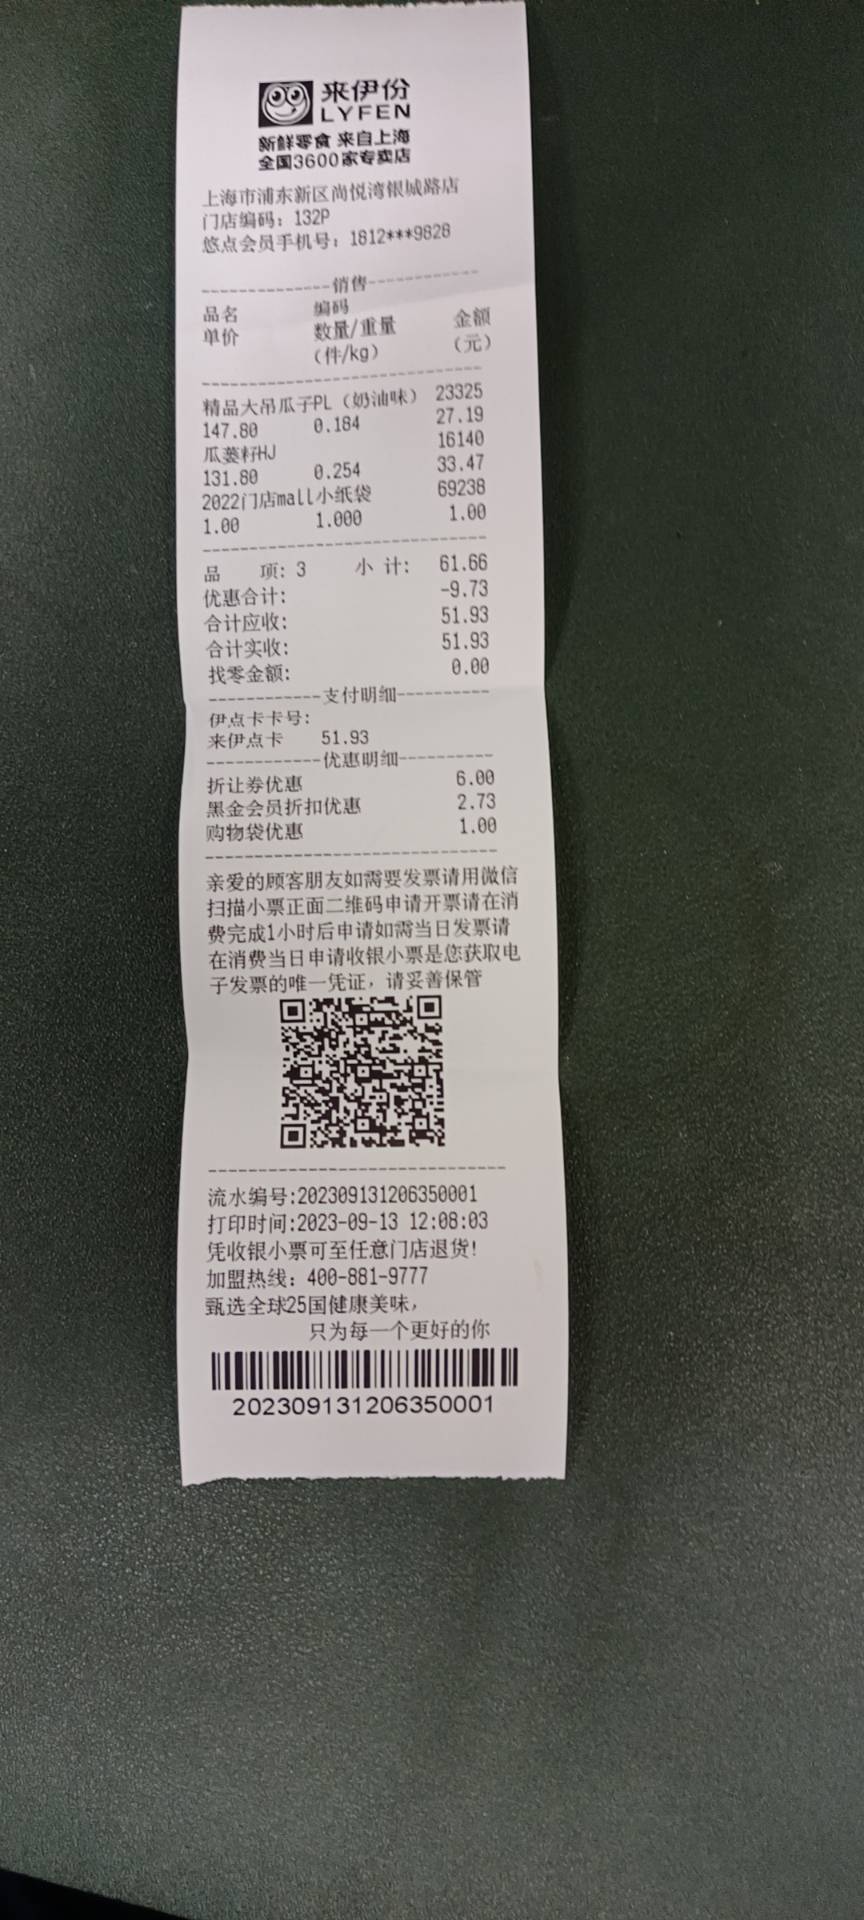 来伊份
LYFEN
新鲜零食 来自上海
全国3600家专卖店
上海市浦东新区尚悦湾银城路店
门店编码：132P
悠点会员手机号：1812***9828
--------------销售------------
品名 编码 金额
单价 数量/重量 （元）
（件/kg）
------------------------------
精品大吊瓜子PL（奶油味） 23325
147.80 0.184 27.19
瓜蒌籽HJ 16140
131.80 0.254 33.47
2022门店mall小纸袋 69238
1.00 1.000 1.00
------------------------------
品 项: 3 小 计: 61.66
优惠合计: -9.73
合计应收: 51.93
合计实收: 51.93
找零金额: 0.00
------------支付明细----------
伊点卡卡号:
来伊点卡 51.93
------------优惠明细----------
折让券优惠 6.00
黑金会员折扣优惠 2.73
购物袋优惠 1.00
------------------------------
亲爱的顾客朋友如需要发票请用微信
扫描小票正面二维码申请开票请在消
费完成1小时后申请如需当日发票请
在消费当日申请收银小票是您获取电
子发票的唯一凭证，请妥善保管
------------------------------
流水编号:202309131206350001
打印时间:2023-09-13 12:08:03
凭收银小票可至任意门店退货!
加盟热线: 400-881-9777
甄选全球25国健康美味，
只为每一个更好的你
202309131206350001